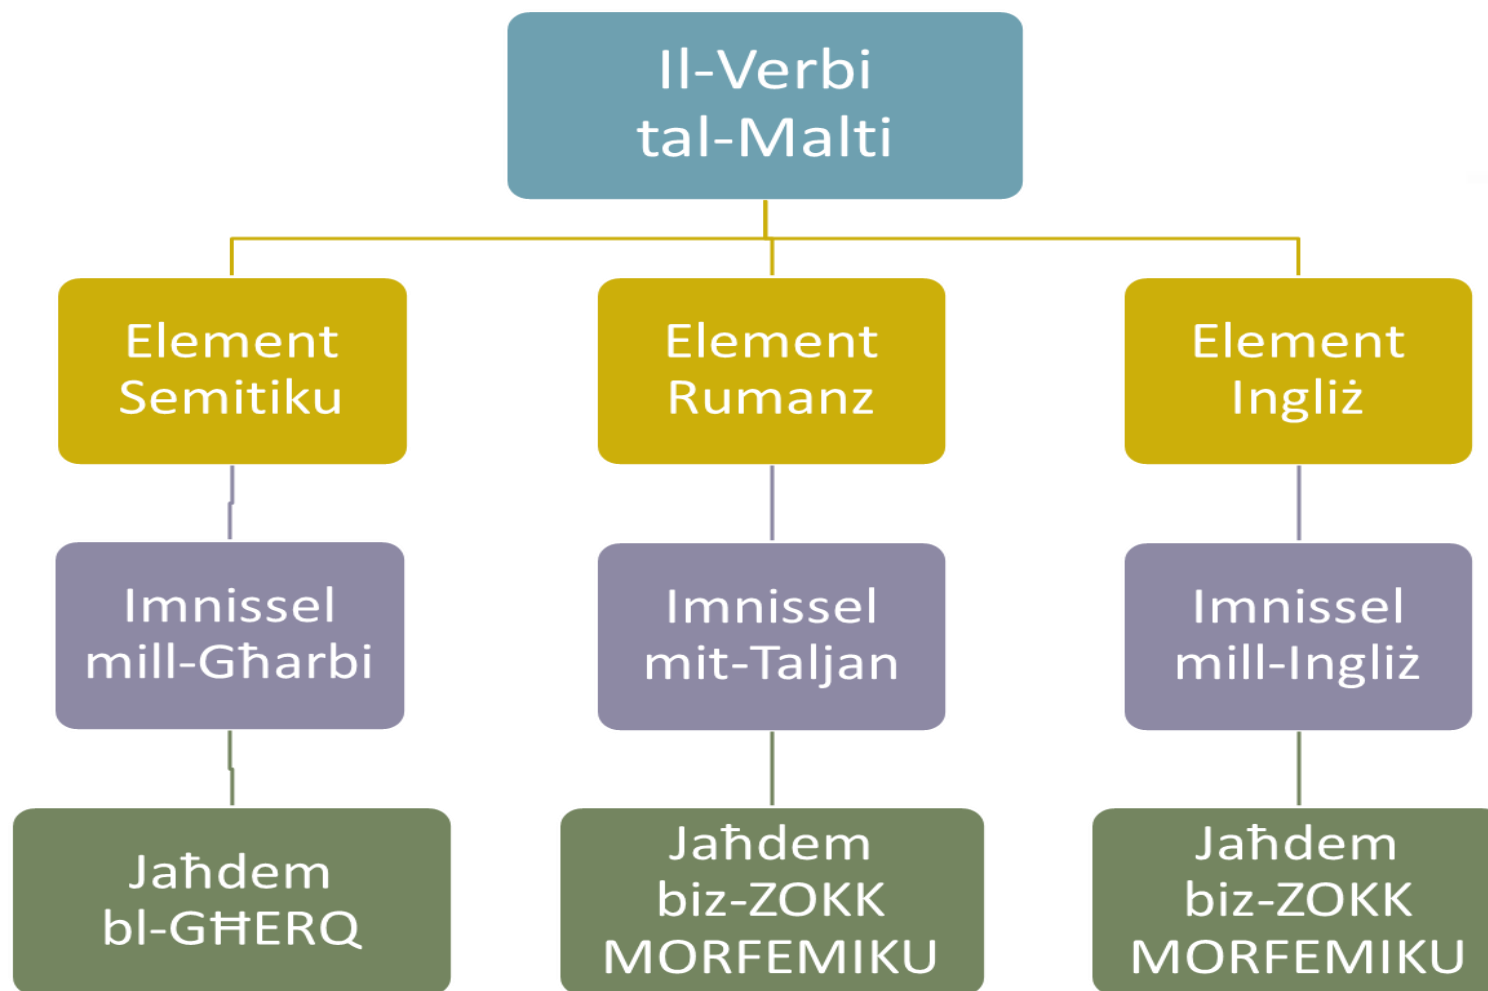 Il-Verbi
tal-Malti
Element
Semitiku
Element
Rumanz
Element
Ingliż
Imnissel
mill-Għarbi
Imnissel
mit-Taljan
Imnissel
mill-Ingliż
Jaħdem
bl-GĦERQ
Jaħdem
biz-ZOKK
MORFEMIKU
Jaħdem
biz-ZOKK
MORFEMIKU